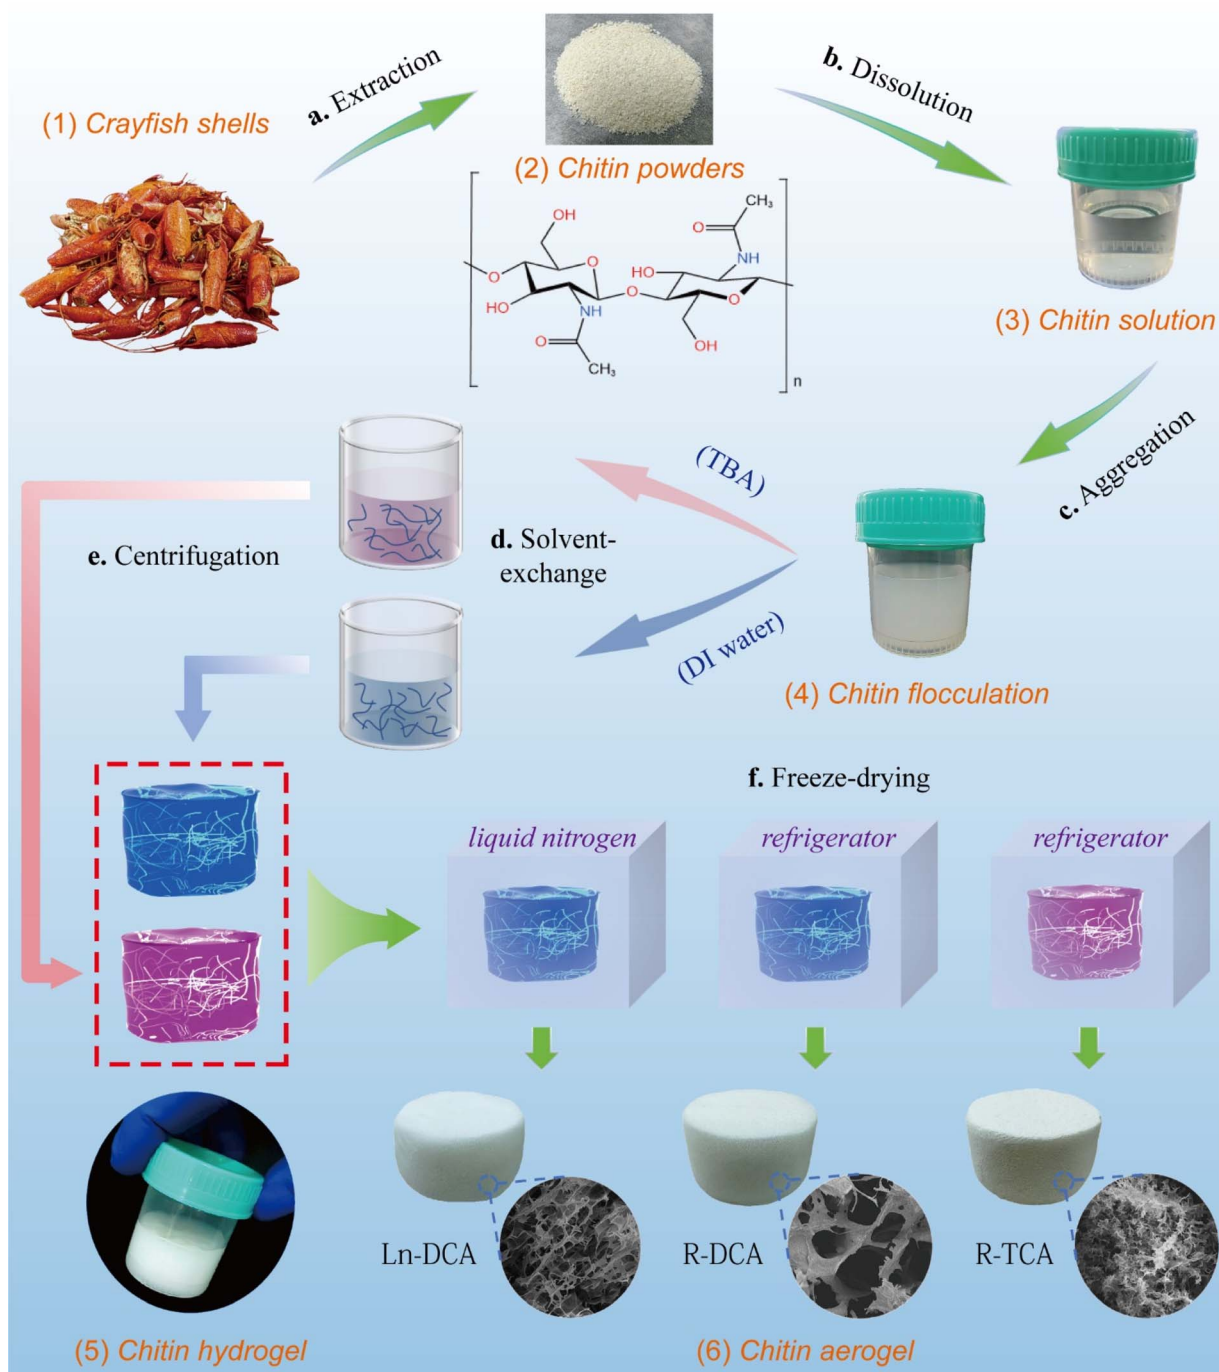 a. Extraction
b. Dissolution
(1) Crayfish shells
(2) Chitin powders
OH
CH₃
O
NH
HO
O
O
O
HO
NH
O
O
CH₃
OH
n
(3) Chitin solution
c. Aggregation
(TBA)
d. Solvent-
exchange
e. Centrifugation
(DI water)
(4) Chitin flocculation
f. Freeze-drying
liquid nitrogen
refrigerator
refrigerator
Ln-DCA
R-DCA
R-TCA
(5) Chitin hydrogel
(6) Chitin aerogel